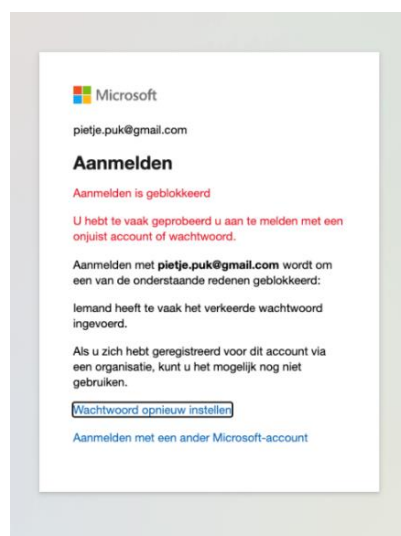 Microsoft
pietje.puk@gmail.com
Aanmelden
Aanmelden is geblokkeerd
U hebt te vaak geprobeerd u aan te melden met een
onjuist account of wachtwoord.
Aanmelden met pietje.puk@gmail.com wordt om
een van de onderstaande redenen geblokkeerd:
Iemand heeft te vaak het verkeerde wachtwoord
ingevoerd.
Als u zich hebt geregistreerd voor dit account via
een organisatie, kunt u het mogelijk nog niet
gebruiken.
Wachtwoord opnieuw instellen
Aanmelden met een ander Microsoft-account